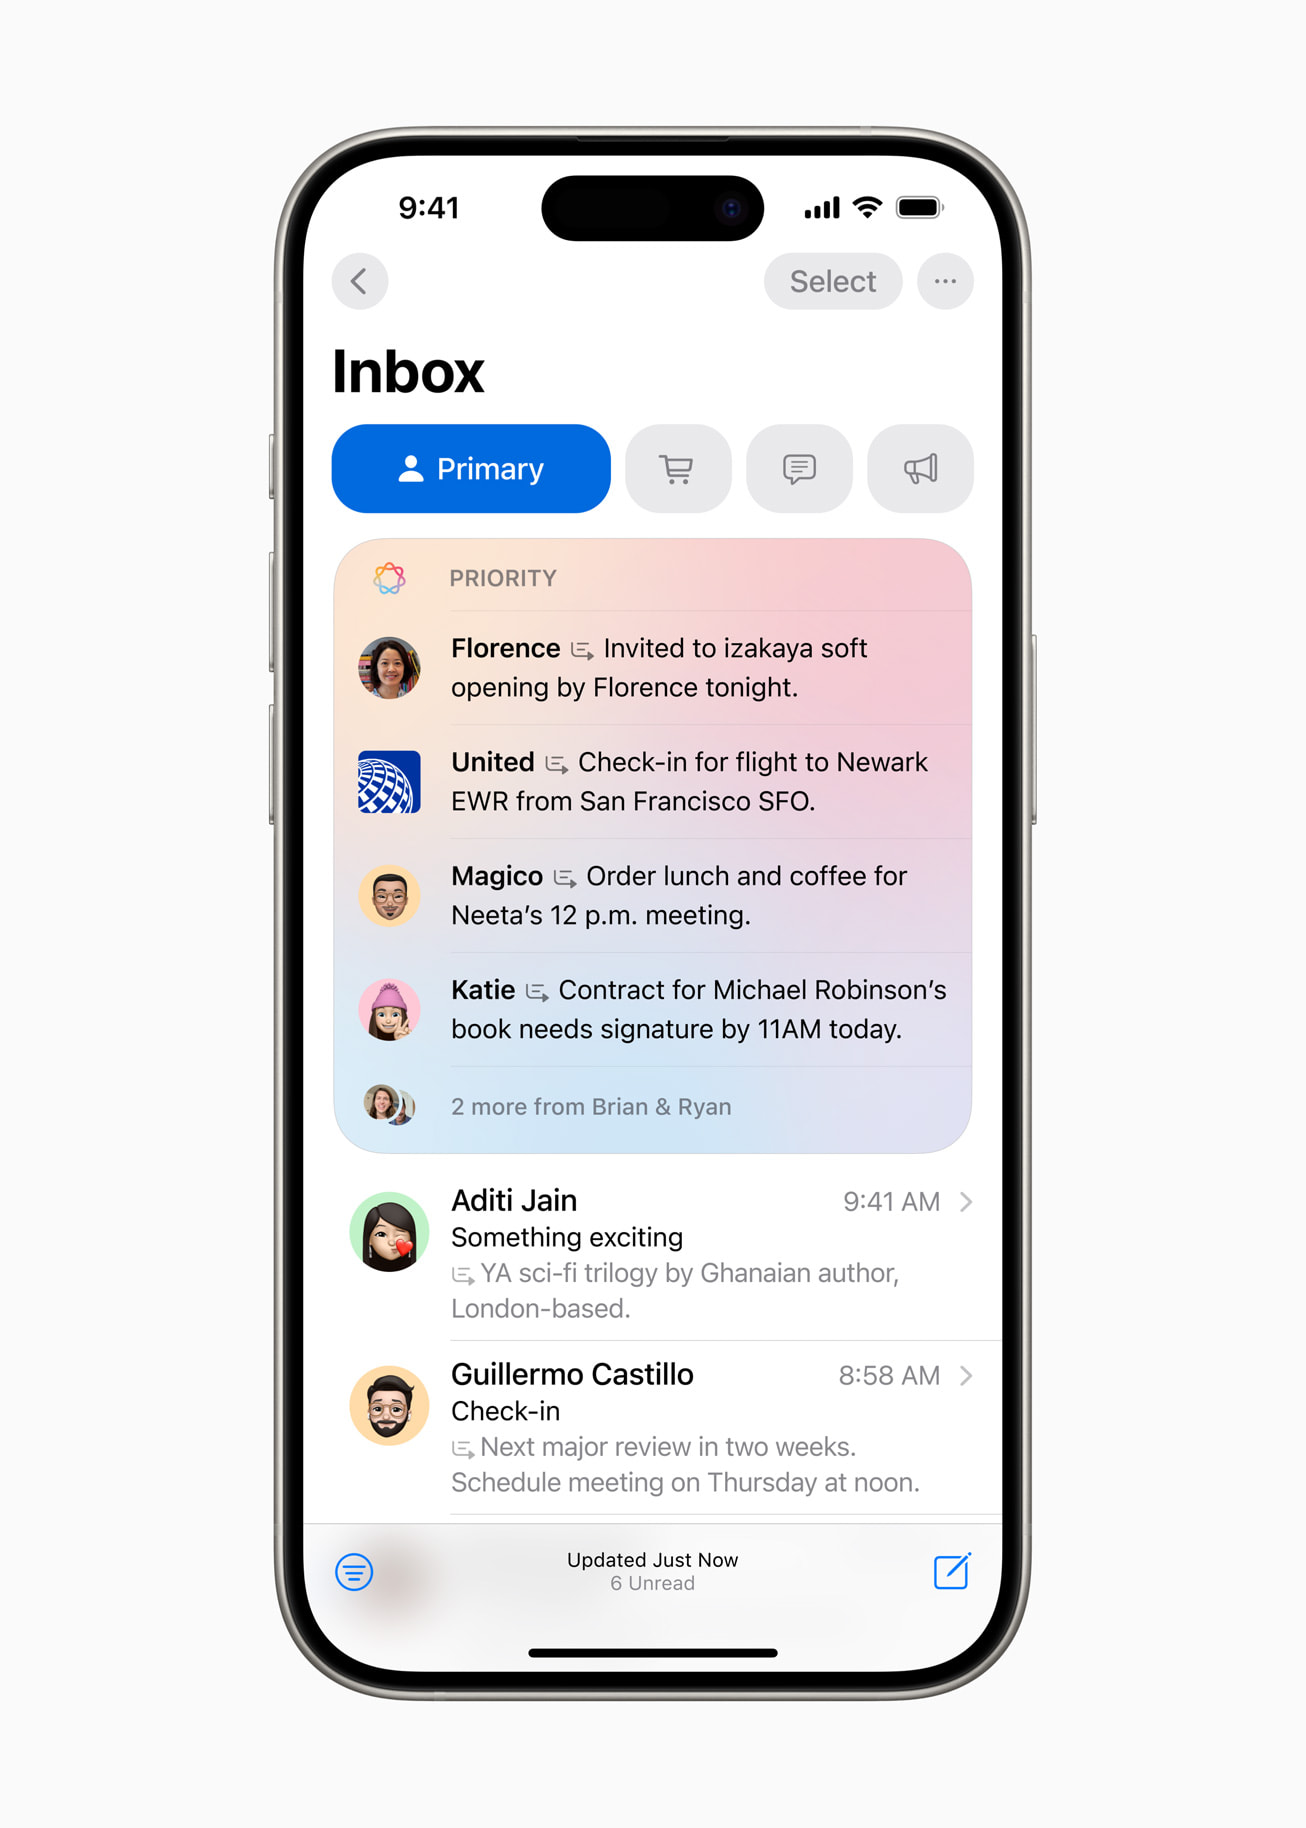 9:41
Select
Inbox
Primary
PRIORITY
Florence Invited to izakaya soft
opening by Florence tonight.
United Check-in for flight to Newark
EWR from San Francisco SFO.
Magico Order lunch and coffee for
Neeta’s 12 p.m. meeting.
Katie Contract for Michael Robinson’s
book needs signature by 11AM today.
2 more from Brian & Ryan
Aditi Jain 9:41 AM
Something exciting
YA sci-fi trilogy by Ghanaian author,
London-based.
Guillermo Castillo 8:58 AM
Check-in
Next major review in two weeks.
Schedule meeting on Thursday at noon.
Updated Just Now
6 Unread